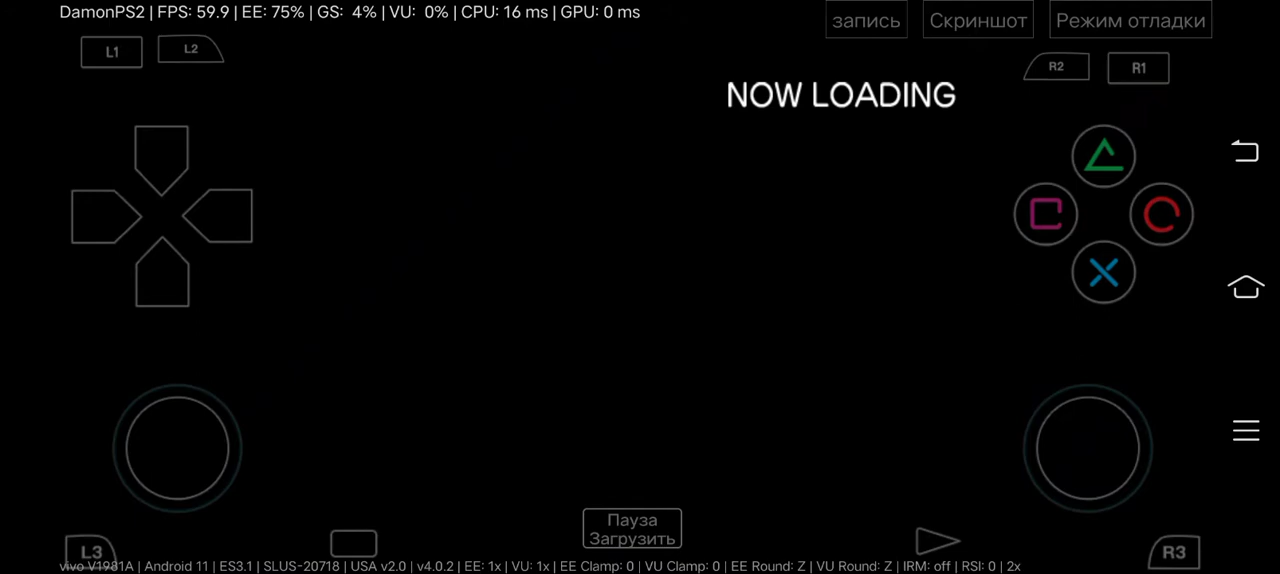 DamonPS2 | FPS: 59.9 | EE: 75% | GS: 4% | VU: 0% | CPU: 16 ms | GPU: 0 ms
запись
Скриншот
Режим отладки
L1
L2
R2
R1
NOW LOADING
Пауза
Загрузить
L3
R3
vivo V1981A | Android 11 | ES3.1 | SLUS-20718 | USA v2.0 | v4.0.2 | EE: 1x | VU: 1x | EE Clamp: 0 | VU Clamp: 0 | EE Round: Z | VU Round: Z | IRM: off | RSI: 0 | 2x